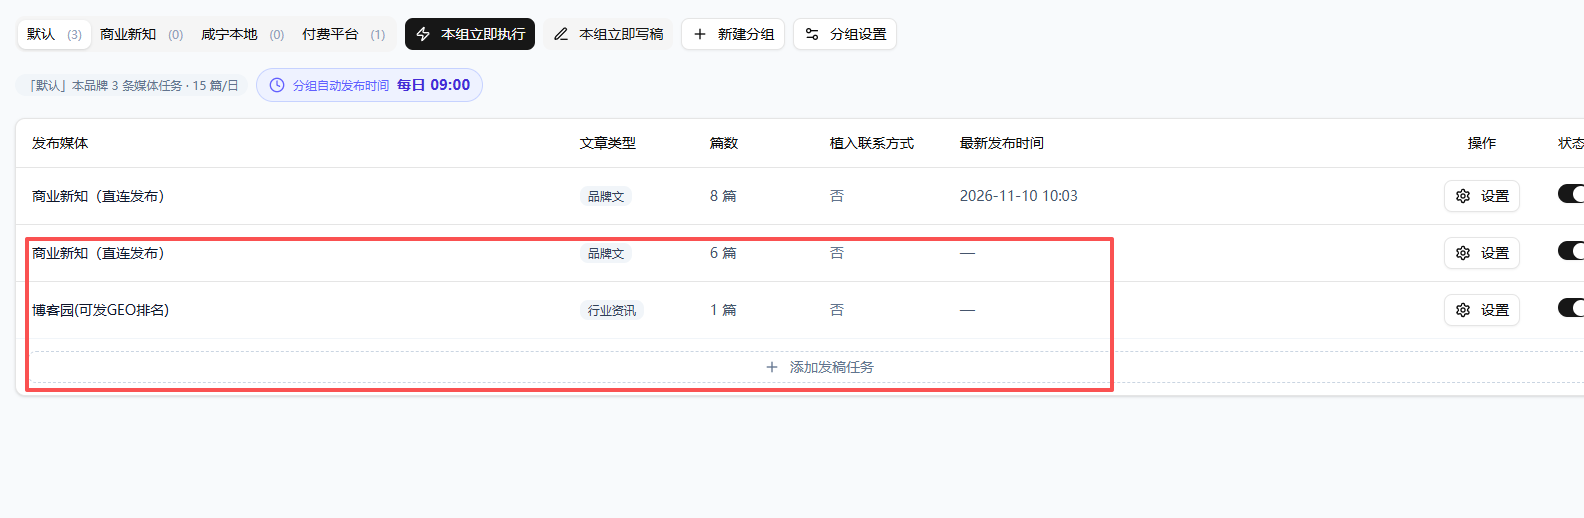 默认 (3) 商业新知 (0) 咸宁本地 (0) 付费平台 (1) 本组立即执行 本组立即写稿 新建分组 分组设置
「默认」本品牌 3 条媒体任务 · 15 篇/日 分组自动发布时间 每日 09:00
发布媒体 文章类型 篇数 植入联系方式 最新发布时间 操作 状态
商业新知（直连发布） 品牌文 8 篇 否 2026-11-10 10:03 设置
商业新知（直连发布） 品牌文 6 篇 否 — 设置
博客园(可发GEO排名) 行业资讯 1 篇 否 — 设置
添加发稿任务